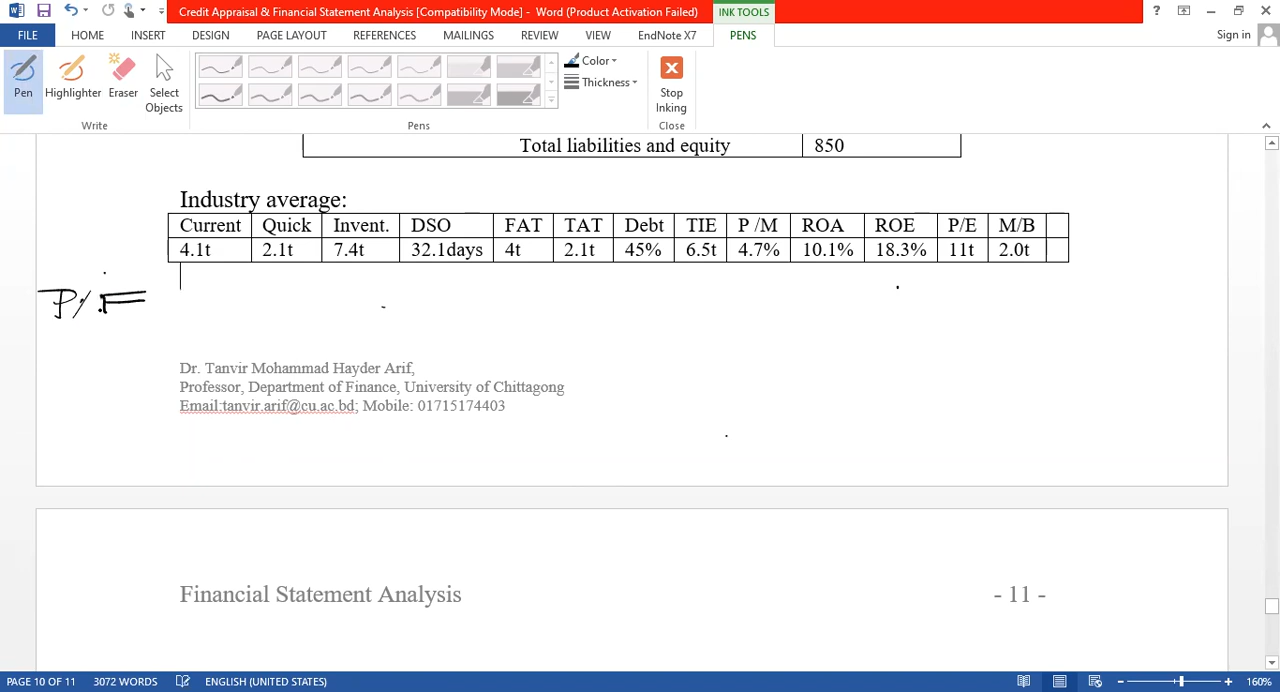 Credit Appraisal & Financial Statement Analysis [Compatibility Mode] - Word (Product Activation Failed)
INK TOOLS
?
FILE HOME INSERT DESIGN PAGE LAYOUT REFERENCES MAILINGS REVIEW VIEW EndNote X7 PENS
Sign in
Pen Highlighter Eraser Select Objects
Color
Thickness
Stop Inking
Write Pens Close
Total liabilities and equity 850
Industry average:
Current Quick Invent. DSO FAT TAT Debt TIE P /M ROA ROE P/E M/B
4.1t 2.1t 7.4t 32.1days 4t 2.1t 45% 6.5t 4.7% 10.1% 18.3% 11t 2.0t
Dr. Tanvir Mohammad Hayder Arif,
Professor, Department of Finance, University of Chittagong
Email:tanvir.arif@cu.ac.bd; Mobile: 01715174403
Financial Statement Analysis - 11 -
PAGE 10 OF 11 3072 WORDS ENGLISH (UNITED STATES) 160%